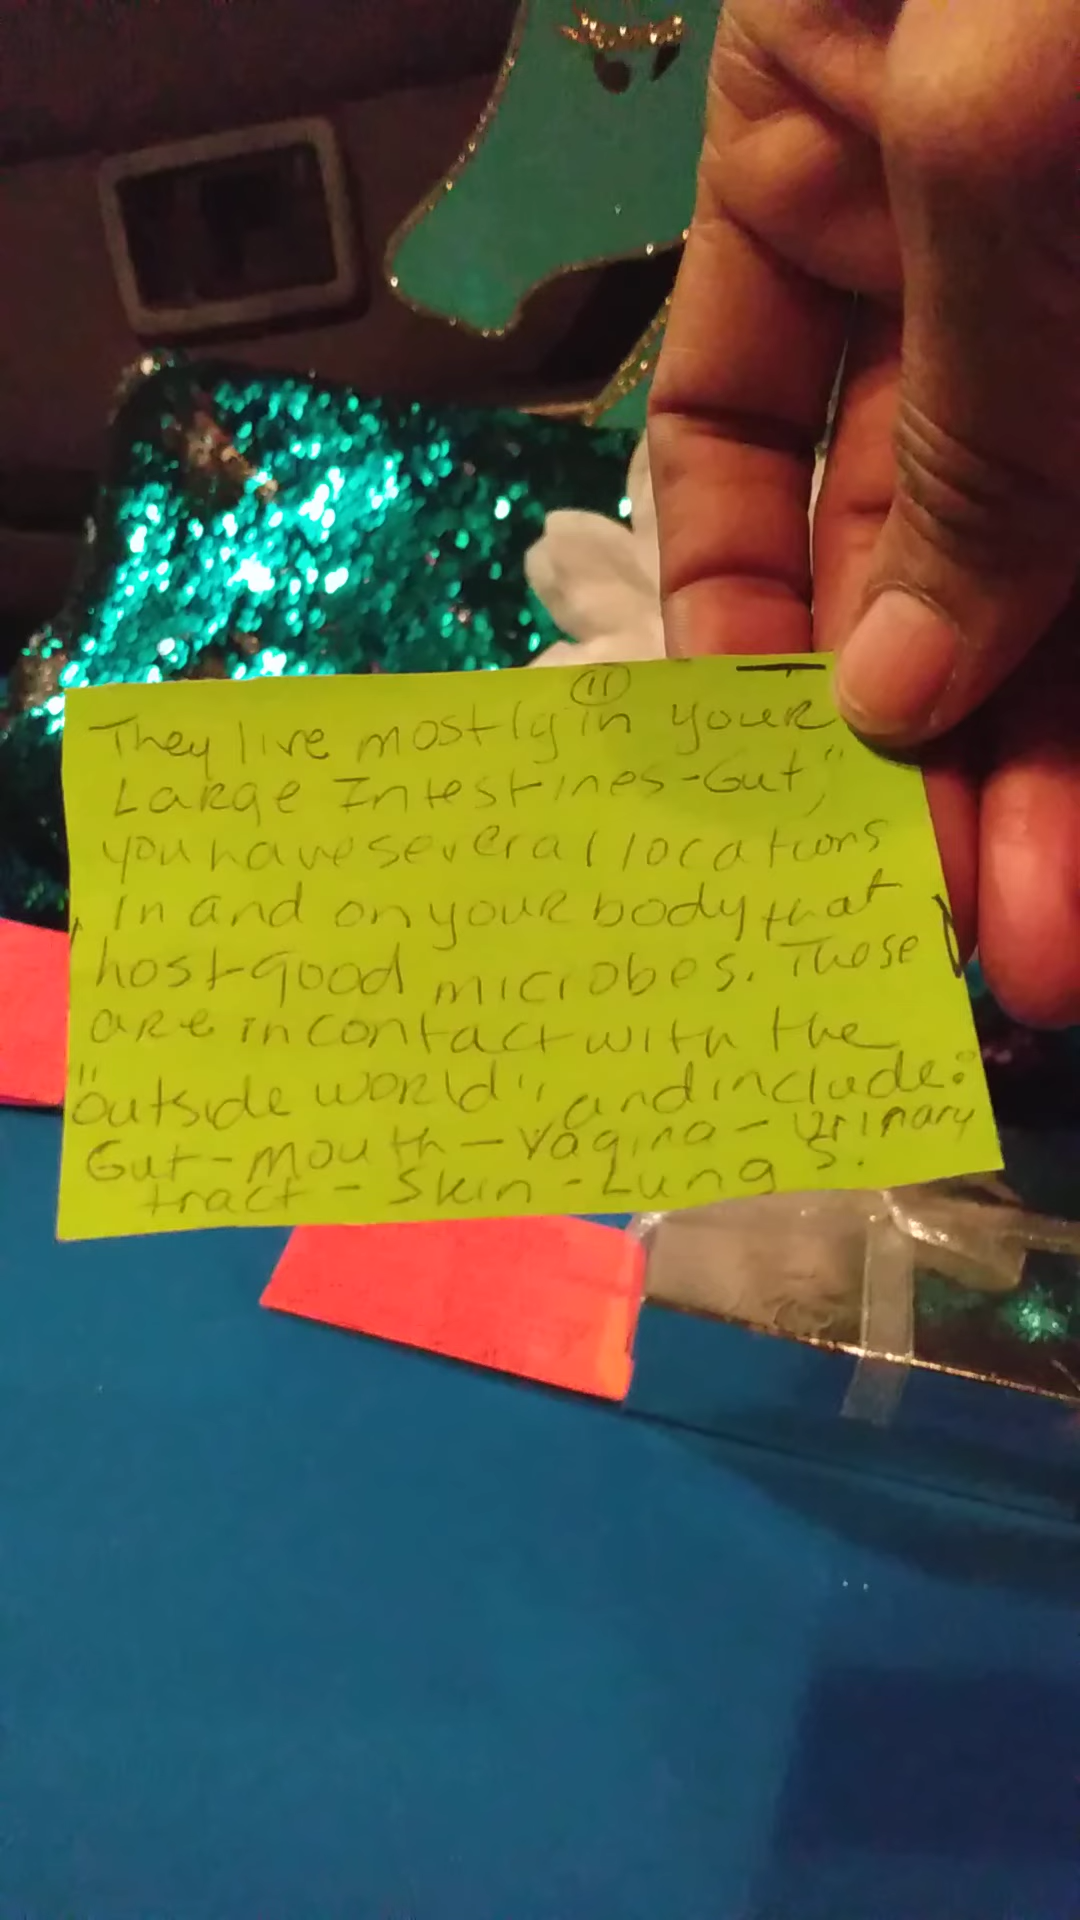 11
They live mostly in your
Large Intestines-Gut,"
you have several locations
In and on your body that
host good microbes. These
are in contact with the
"outside world", and include:
Gut-mouth-Vagina-Urinary
tract-Skin-Lungs.